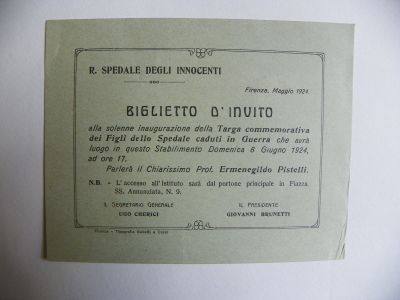 R. SPEDALE DEGLI INNOCENTI
Firenze, Maggio 1924.
BIGLIETTO D'INVITO
alla solenne inaugurazione della Targa commemorativa
dei Figli dello Spedale caduti in Guerra che avrà
luogo in questo Stabilimento Domenica 8 Giugno 1924,
ad ore 17.
Parlerà il Chiarissimo Prof. Ermenegildo Pistelli.
N.B. - L'accesso all'Istituto sarà dal portone principale in Piazza
SS. Annunziata, N. 9.
IL SEGRETARIO GENERALE
UGO CHERICI
IL PRESIDENTE
GIOVANNI BRUNETTI
Firenze - Tipografia